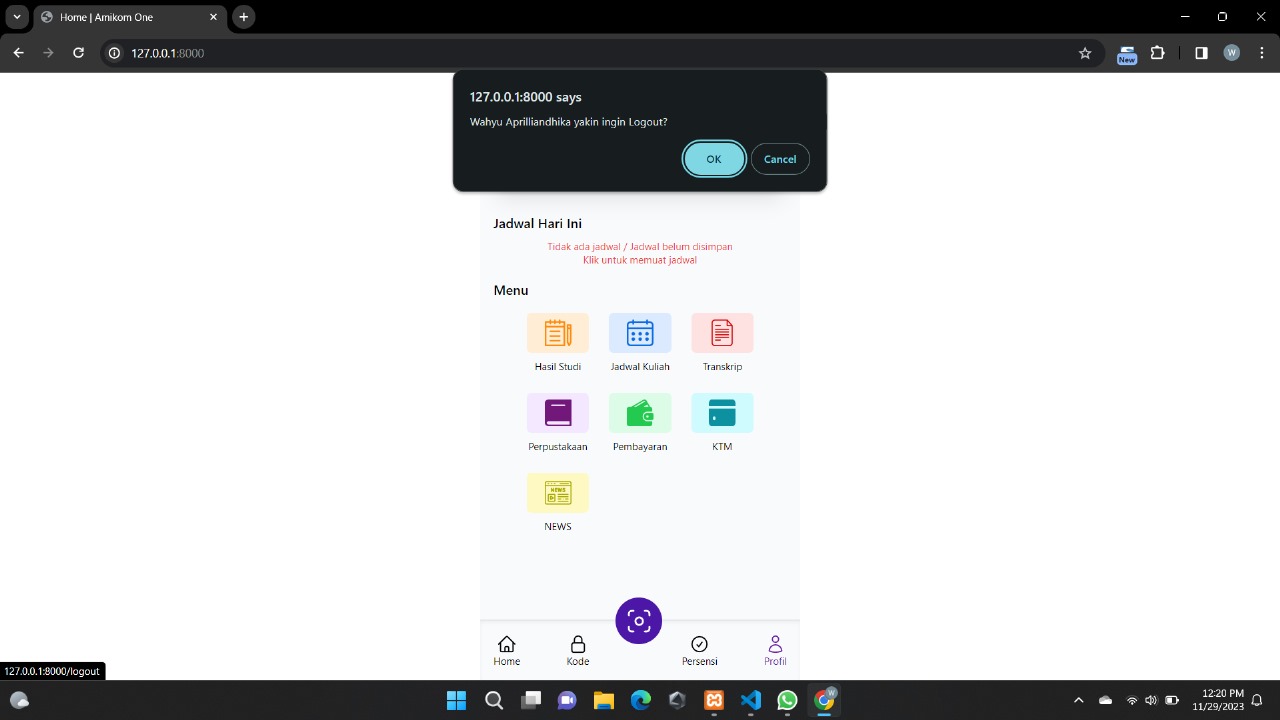 Home | Amikom One
127.0.0.1:8000
New
W
127.0.0.1:8000 says
Wahyu Aprilliandhika yakin ingin Logout?
OK
Cancel
Jadwal Hari Ini
Tidak ada jadwal / Jadwal belum disimpan
Klik untuk memuat jadwal
Menu
Hasil Studi
Jadwal Kuliah
Transkrip
Perpustakaan
Pembayaran
KTM
NEWS
NEWS
Home
Kode
Persensi
Profil
127.0.0.1:8000/logout
W
12:20 PM
11/29/2023